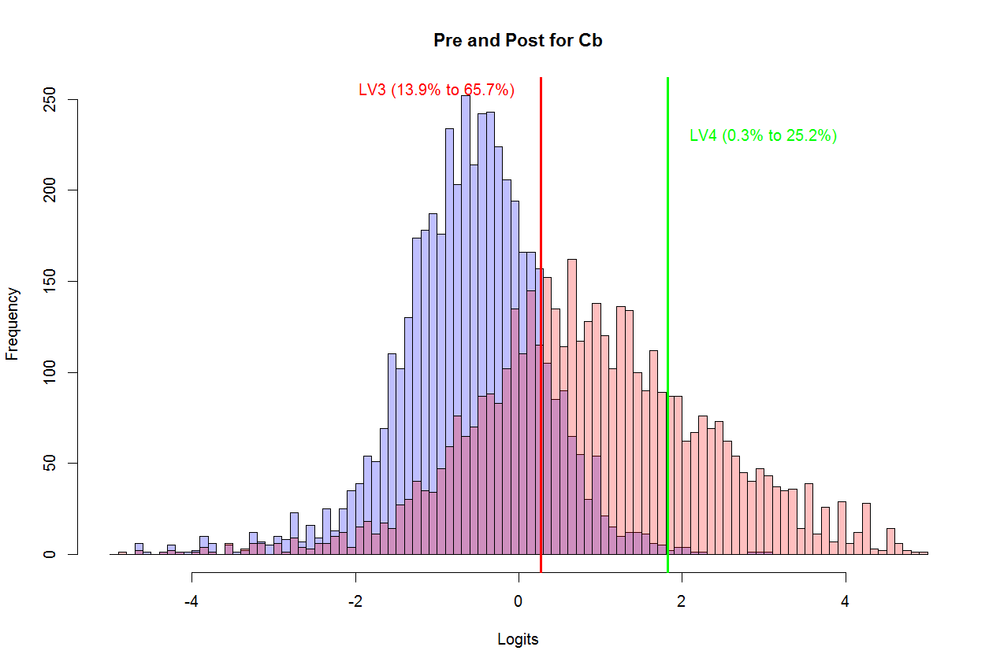 Pre and Post for Cb
LV3 (13.9% to 65.7%)
LV4 (0.3% to 25.2%)
Frequency
250
200
150
100
50
0
-4
-2
0
2
4
Logits